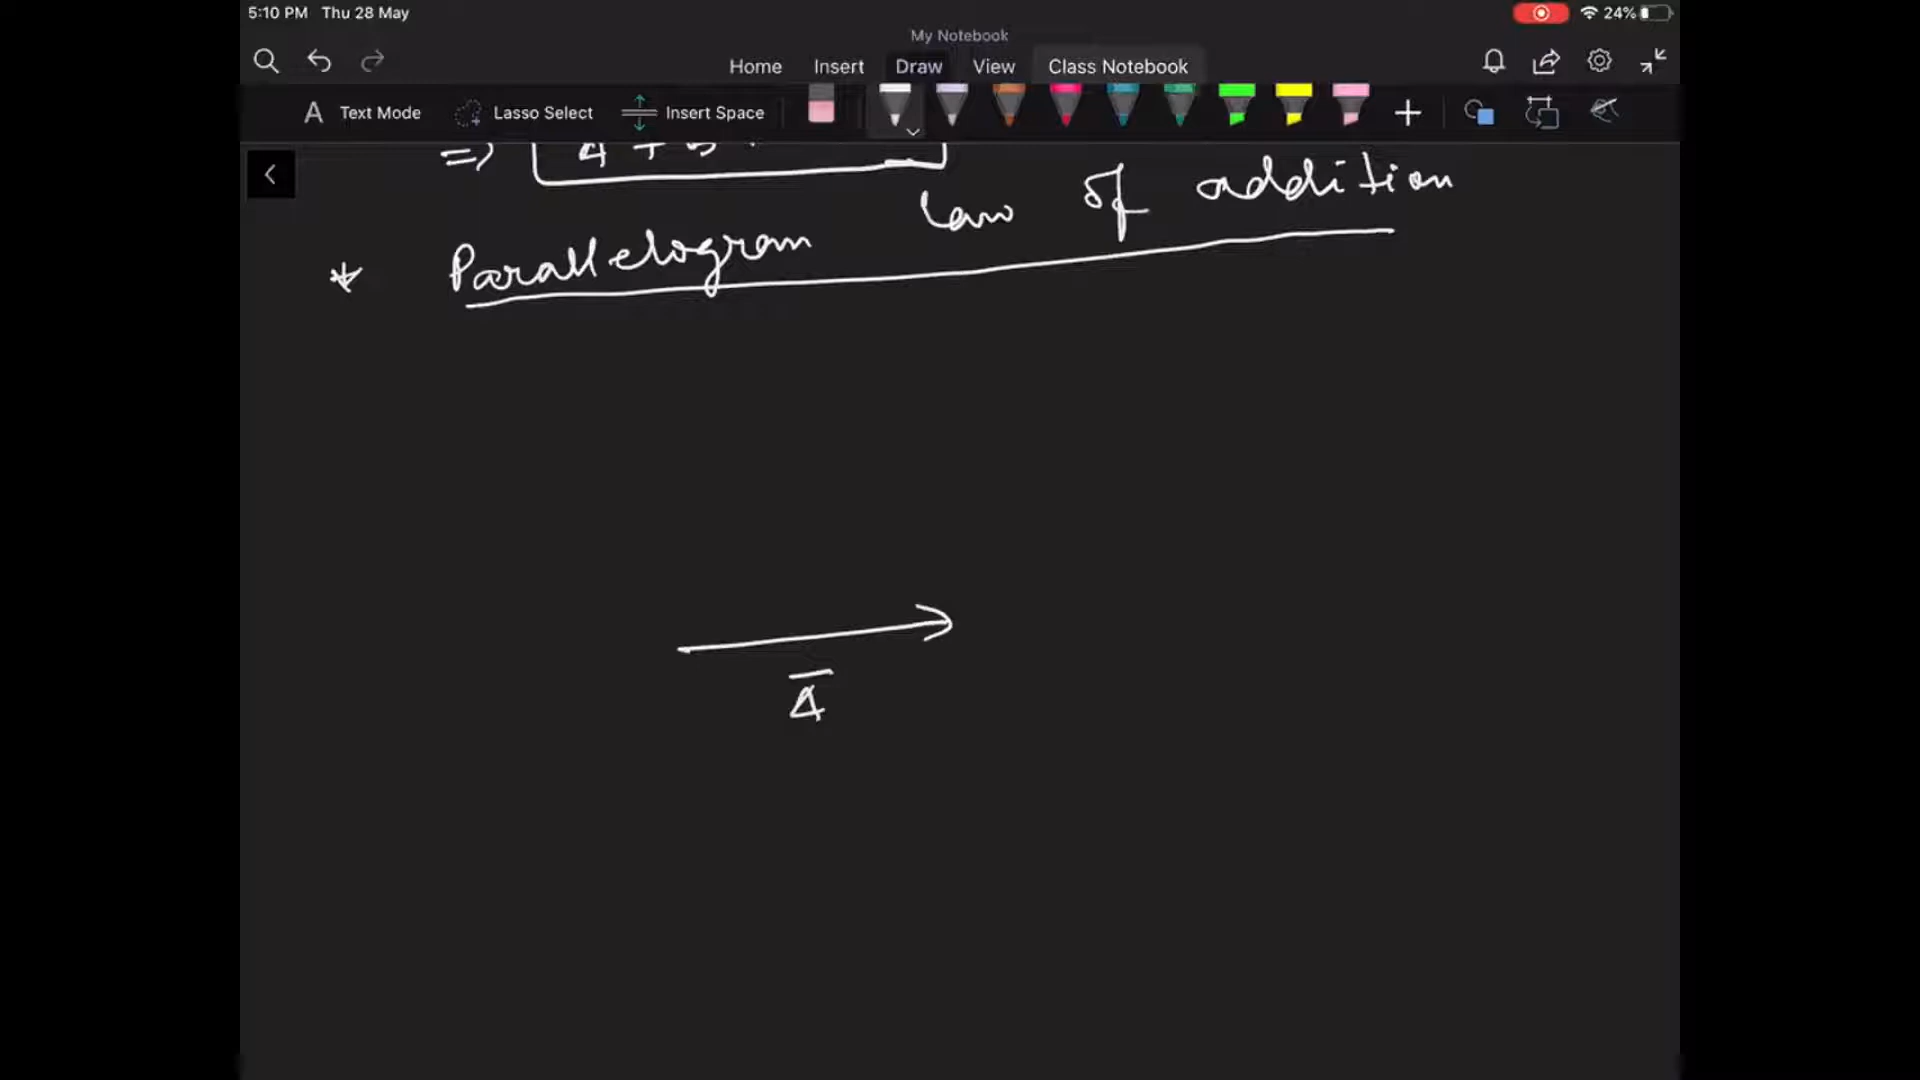 5:10 PM Thu 28 May
24%
My Notebook
Home Insert Draw View Class Notebook
A Text Mode Lasso Select Insert Space
=>
* Parallelogram law of addition
A